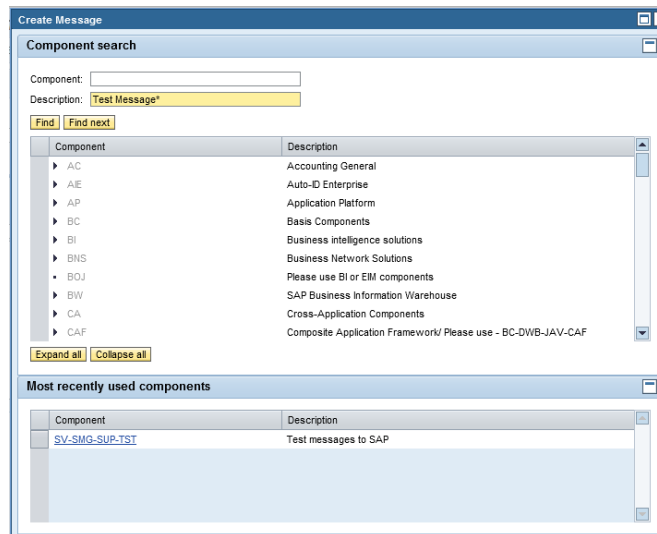 Create Message
Component search
Component:
Description: Test Message*
Find Find next
Component Description
AC Accounting General
AIE Auto-ID Enterprise
AP Application Platform
BC Basis Components
BI Business intelligence solutions
BNS Business Network Solutions
BOJ Please use BI or EIM components
BW SAP Business Information Warehouse
CA Cross-Application Components
CAF Composite Application Framework/ Please use - BC-DWB-JAV-CAF
Expand all Collapse all
Most recently used components
Component Description
SV-SMG-SUP-TST Test messages to SAP